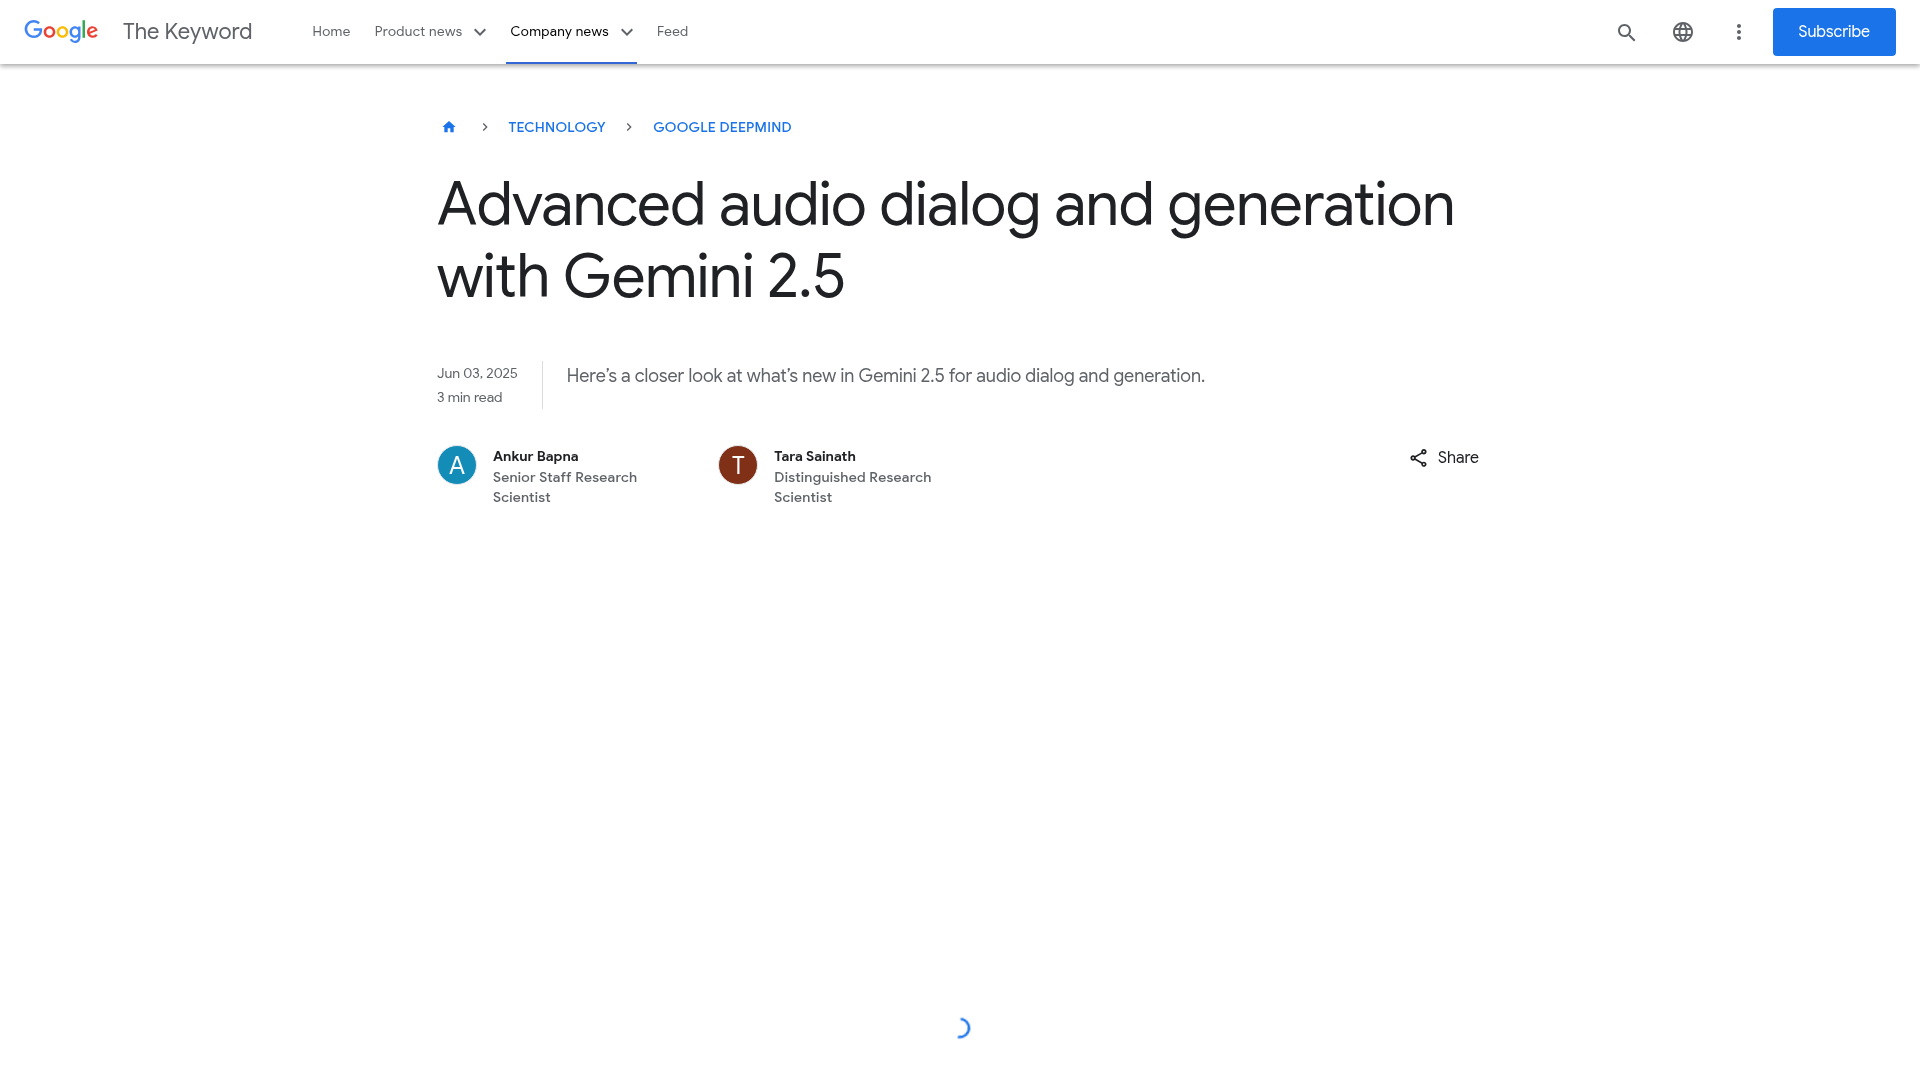 Google The Keyword Home Product news Company news Feed Subscribe
TECHNOLOGY GOOGLE DEEPMIND
Advanced audio dialog and generation
with Gemini 2.5
Jun 03, 2025
3 min read
Here’s a closer look at what’s new in Gemini 2.5 for audio dialog and generation.
A
Ankur Bapna
Senior Staff Research
Scientist
T
Tara Sainath
Distinguished Research
Scientist
Share